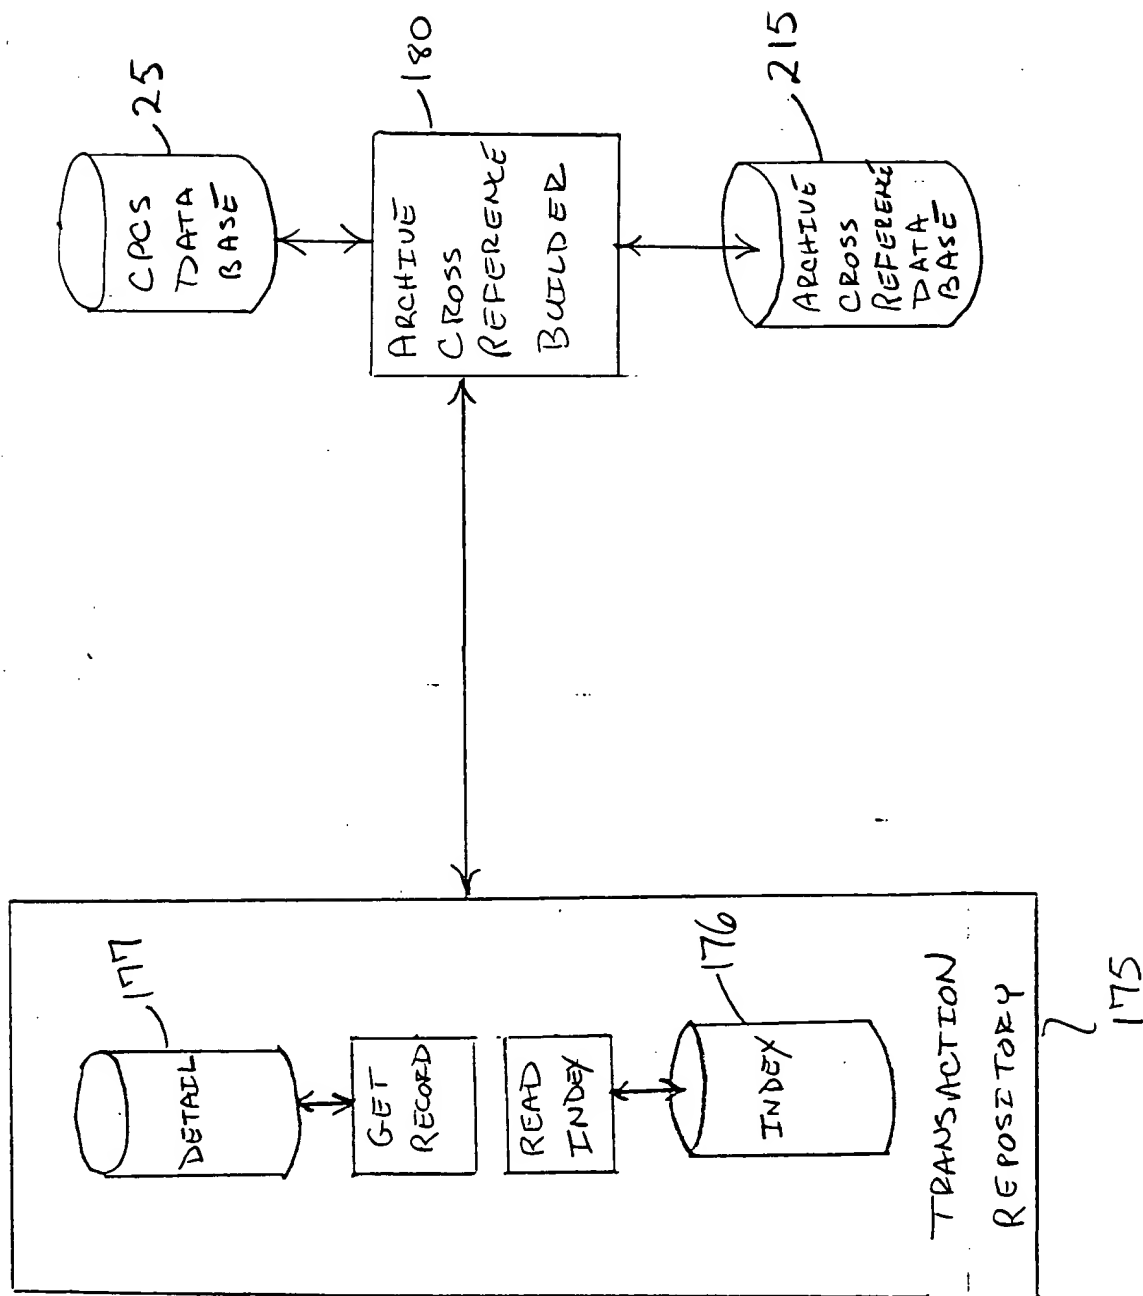 25
CPCS
DATA
BASE
180
ARCHIVE
CROSS
REFERENCE
BUILDER
215
ARCHIVE
CROSS
REFERENCE
DATA
BASE
177
DETAIL
GET
RECORD
READ
INDEX
176
INDEX
TRANSACTION
REPOSITORY
175